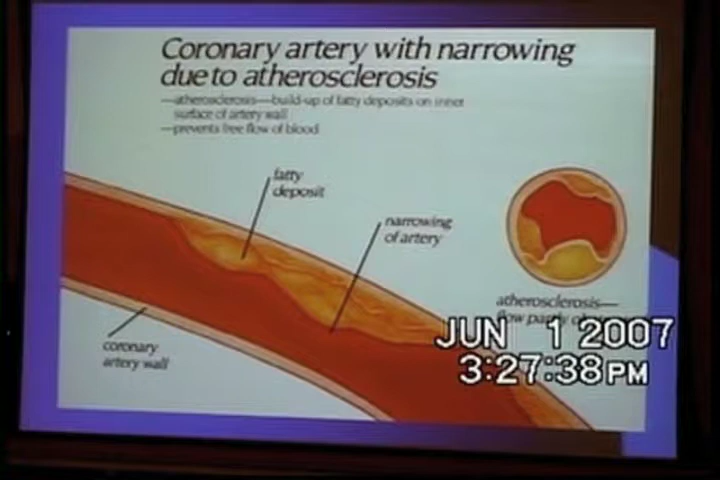 Coronary artery with narrowing
due to atherosclerosis
—atherosclerosis—build-up of fatty deposits on inner
surface of artery wall
—prevents free flow of blood
fatty
deposit
narrowing
of artery
atherosclerosis—
flow partly
coronary
artery wall
JUN 1 2007
3:27:38 PM